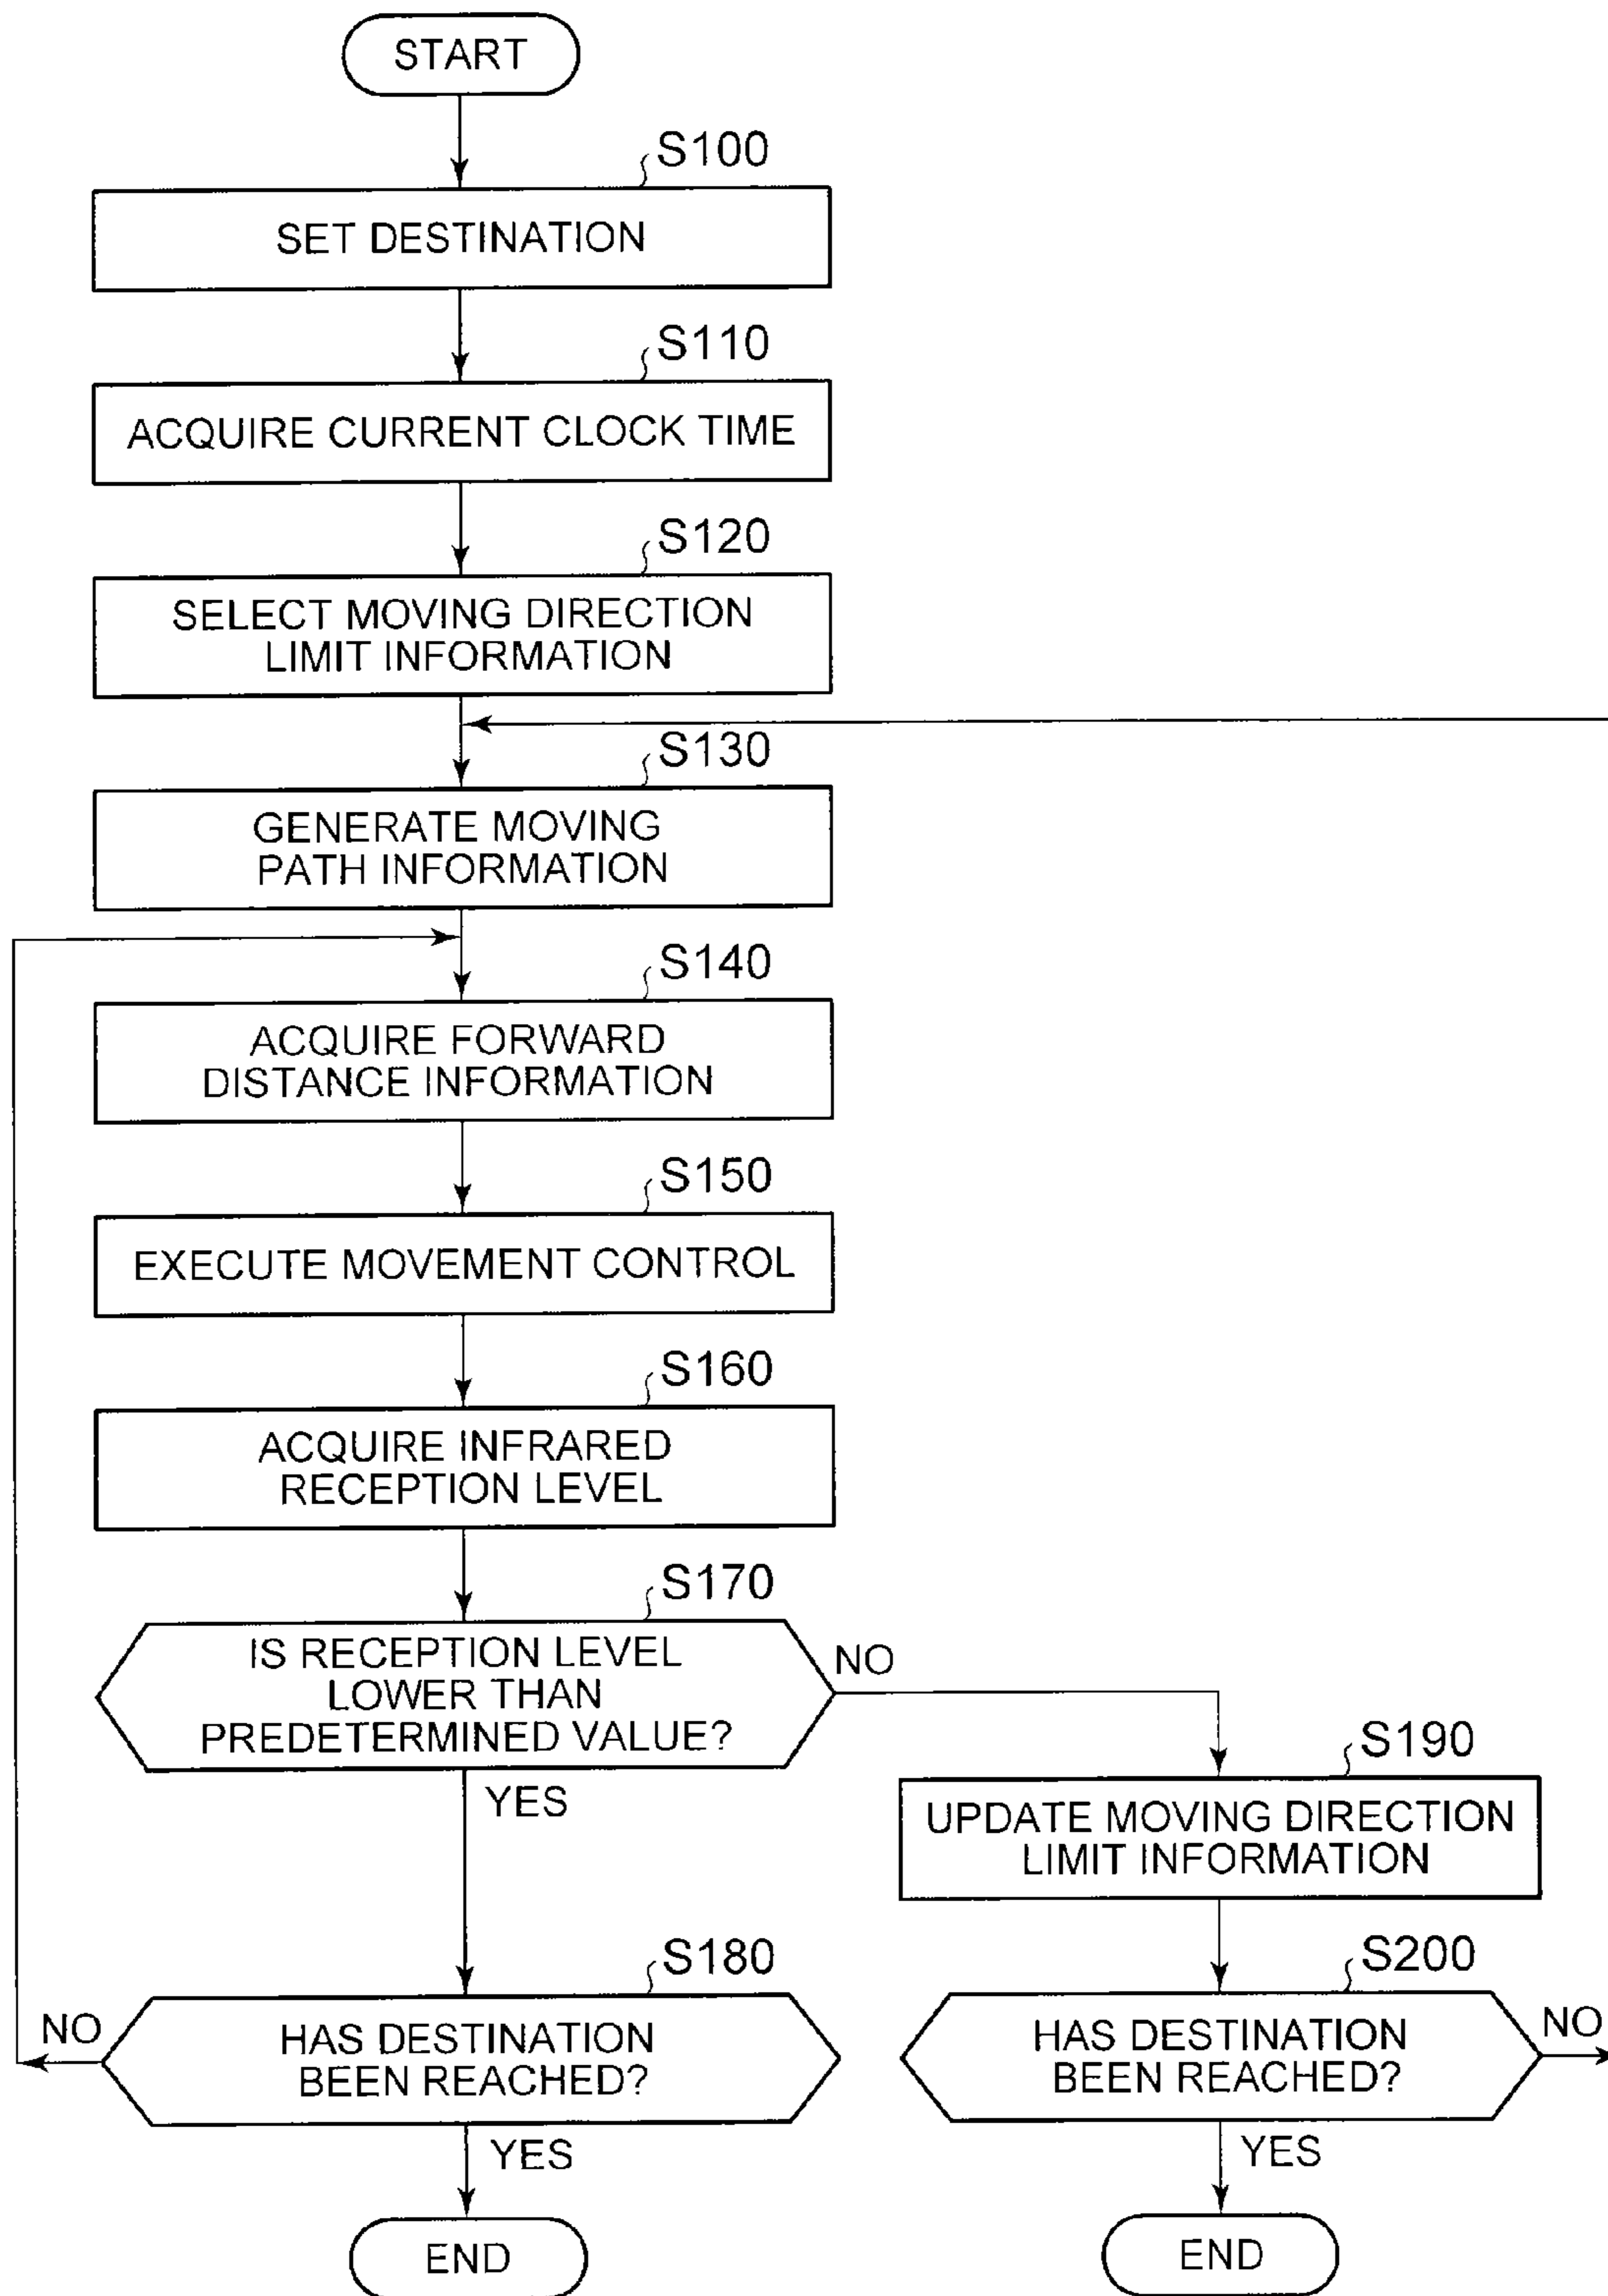 START
S100
SET DESTINATION
S110
ACQUIRE CURRENT CLOCK TIME
S120
SELECT MOVING DIRECTION
LIMIT INFORMATION
S130
GENERATE MOVING
PATH INFORMATION
S140
ACQUIRE FORWARD
DISTANCE INFORMATION
S150
EXECUTE MOVEMENT CONTROL
S160
ACQUIRE INFRARED
RECEPTION LEVEL
S170
IS RECEPTION LEVEL
LOWER THAN
PREDETERMINED VALUE?
NO
YES
S190
UPDATE MOVING DIRECTION
LIMIT INFORMATION
S180
HAS DESTINATION
BEEN REACHED?
NO
YES
END
S200
HAS DESTINATION
BEEN REACHED?
NO
YES
END